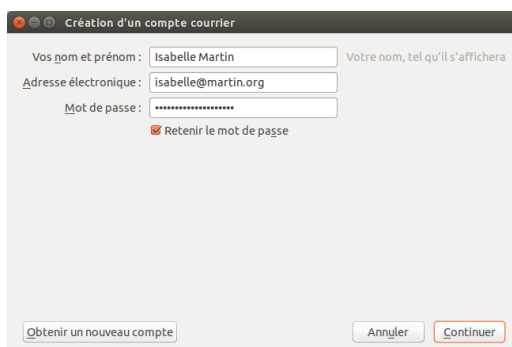 Création d'un compte courrier
Vos nom et prénom : Isabelle Martin Votre nom, tel qu'il s'affichera
Adresse électronique : isabelle@martin.org
Mot de passe : ••••••••••••••••••••
Retenir le mot de passe
Obtenir un nouveau compte Annuler Continuer